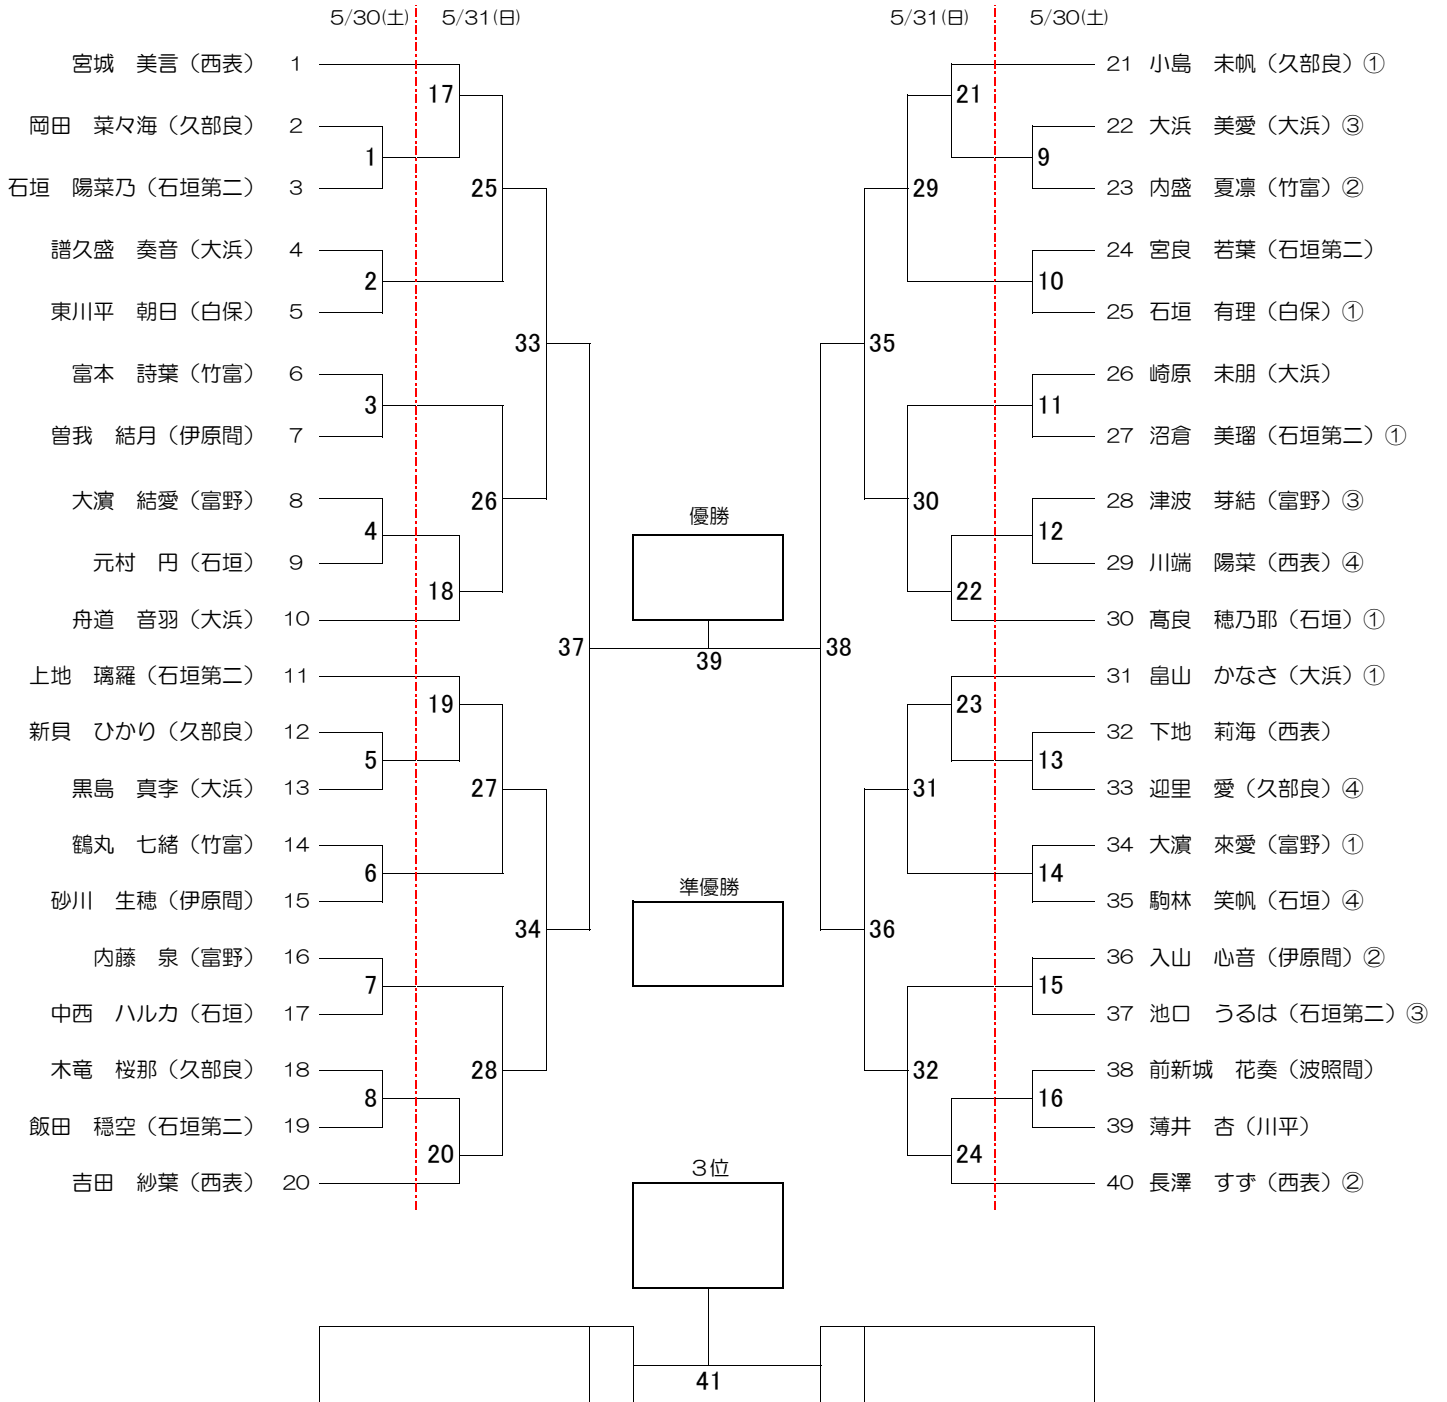 5/30(土) 5/31(日) 5/31(日) 5/30(土)
宮城　美言（西表） 1
岡田　菜々海（久部良） 2
石垣　陽菜乃（石垣第二） 3
譜久盛　奏音（大浜） 4
東川平　朝日（白保） 5
富本　詩葉（竹富） 6
曽我　結月（伊原間） 7
大濵　結愛（富野） 8
元村　円（石垣） 9
舟道　音羽（大浜） 10
上地　璃羅（石垣第二） 11
新貝　ひかり（久部良） 12
黒島　真李（大浜） 13
鶴丸　七緒（竹富） 14
砂川　生穂（伊原間） 15
内藤　泉（富野） 16
中西　ハルカ（石垣） 17
木竜　桜那（久部良） 18
飯田　穏空（石垣第二） 19
吉田　紗葉（西表） 20
1
2
3
4
5
6
7
8
17
18
19
20
25
26
27
28
33
34
37
優勝
39
準優勝
3位
41
38
35
36
29
30
31
32
21
22
23
24
9
10
11
12
13
14
15
16
21 小島　未帆（久部良）①
22 大浜　美愛（大浜）③
23 内盛　夏凛（竹富）②
24 宮良　若葉（石垣第二）
25 石垣　有理（白保）①
26 崎原　未朋（大浜）
27 沼倉　美瑠（石垣第二）①
28 津波　芽結（富野）③
29 川端　陽菜（西表）④
30 髙良　穂乃耶（石垣）①
31 畠山　かなさ（大浜）①
32 下地　莉海（西表）
33 迎里　愛（久部良）④
34 大濵　來愛（富野）①
35 駒林　笑帆（石垣）④
36 入山　心音（伊原間）②
37 池口　うるは（石垣第二）③
38 前新城　花奏（波照間）
39 薄井　杏（川平）
40 長澤　すず（西表）②